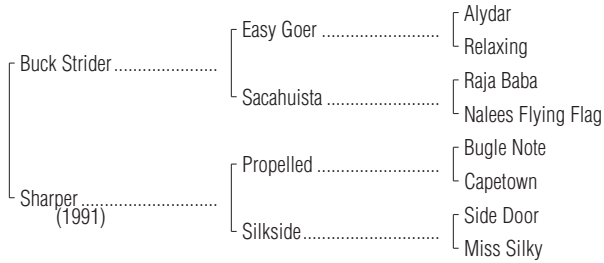 Alydar
Easy Goer ..............................
Relaxing
Buck Strider ...........................
Raja Baba
Sacahuista .............................
Nalees Flying Flag
Bugle Note
Propelled ...............................
Capetown
Sharper ...................................
(1991)
Side Door
Silkside...................................
Miss Silky